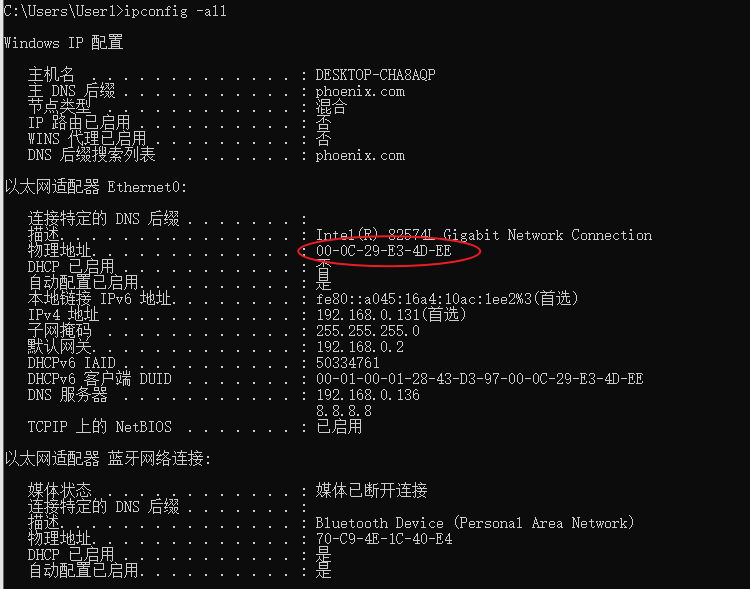 C:\Users\User1>ipconfig -all
Windows IP 配置
主机名 . . . . . . . . . . . . . : DESKTOP-CHA8AQP
主 DNS 后缀 . . . . . . . . . . . : phoenix.com
节点类型 . . . . . . . . . . . . : 混合
IP 路由已启用 . . . . . . . . . . : 否
WINS 代理已启用 . . . . . . . . . : 否
DNS 后缀搜索列表 . . . . . . . . : phoenix.com
以太网适配器 Ethernet0:
连接特定的 DNS 后缀 . . . . . . . :
描述. . . . . . . . . . . . . . . : Intel(R) 82574L Gigabit Network Connection
物理地址. . . . . . . . . . . . . : 00-0C-29-E3-4D-EE
DHCP 已启用 . . . . . . . . . . . : 否
自动配置已启用. . . . . . . . . . : 是
本地链接 IPv6 地址. . . . . . . . : fe80::a045:16a4:10ac:1ee2%3(首选)
IPv4 地址 . . . . . . . . . . . . : 192.168.0.131(首选)
子网掩码 . . . . . . . . . . . . : 255.255.255.0
默认网关. . . . . . . . . . . . . : 192.168.0.2
DHCPv6 IAID . . . . . . . . . . . : 50334761
DHCPv6 客户端 DUID . . . . . . . : 00-01-00-01-28-43-D3-97-00-0C-29-E3-4D-EE
DNS 服务器 . . . . . . . . . . . : 192.168.0.136
8.8.8.8
TCPIP 上的 NetBIOS . . . . . . . : 已启用
以太网适配器 蓝牙网络连接:
媒体状态 . . . . . . . . . . . . : 媒体已断开连接
连接特定的 DNS 后缀 . . . . . . . :
描述. . . . . . . . . . . . . . . : Bluetooth Device (Personal Area Network)
物理地址. . . . . . . . . . . . . : 70-C9-4E-1C-40-E4
DHCP 已启用 . . . . . . . . . . . : 是
自动配置已启用. . . . . . . . . . : 是